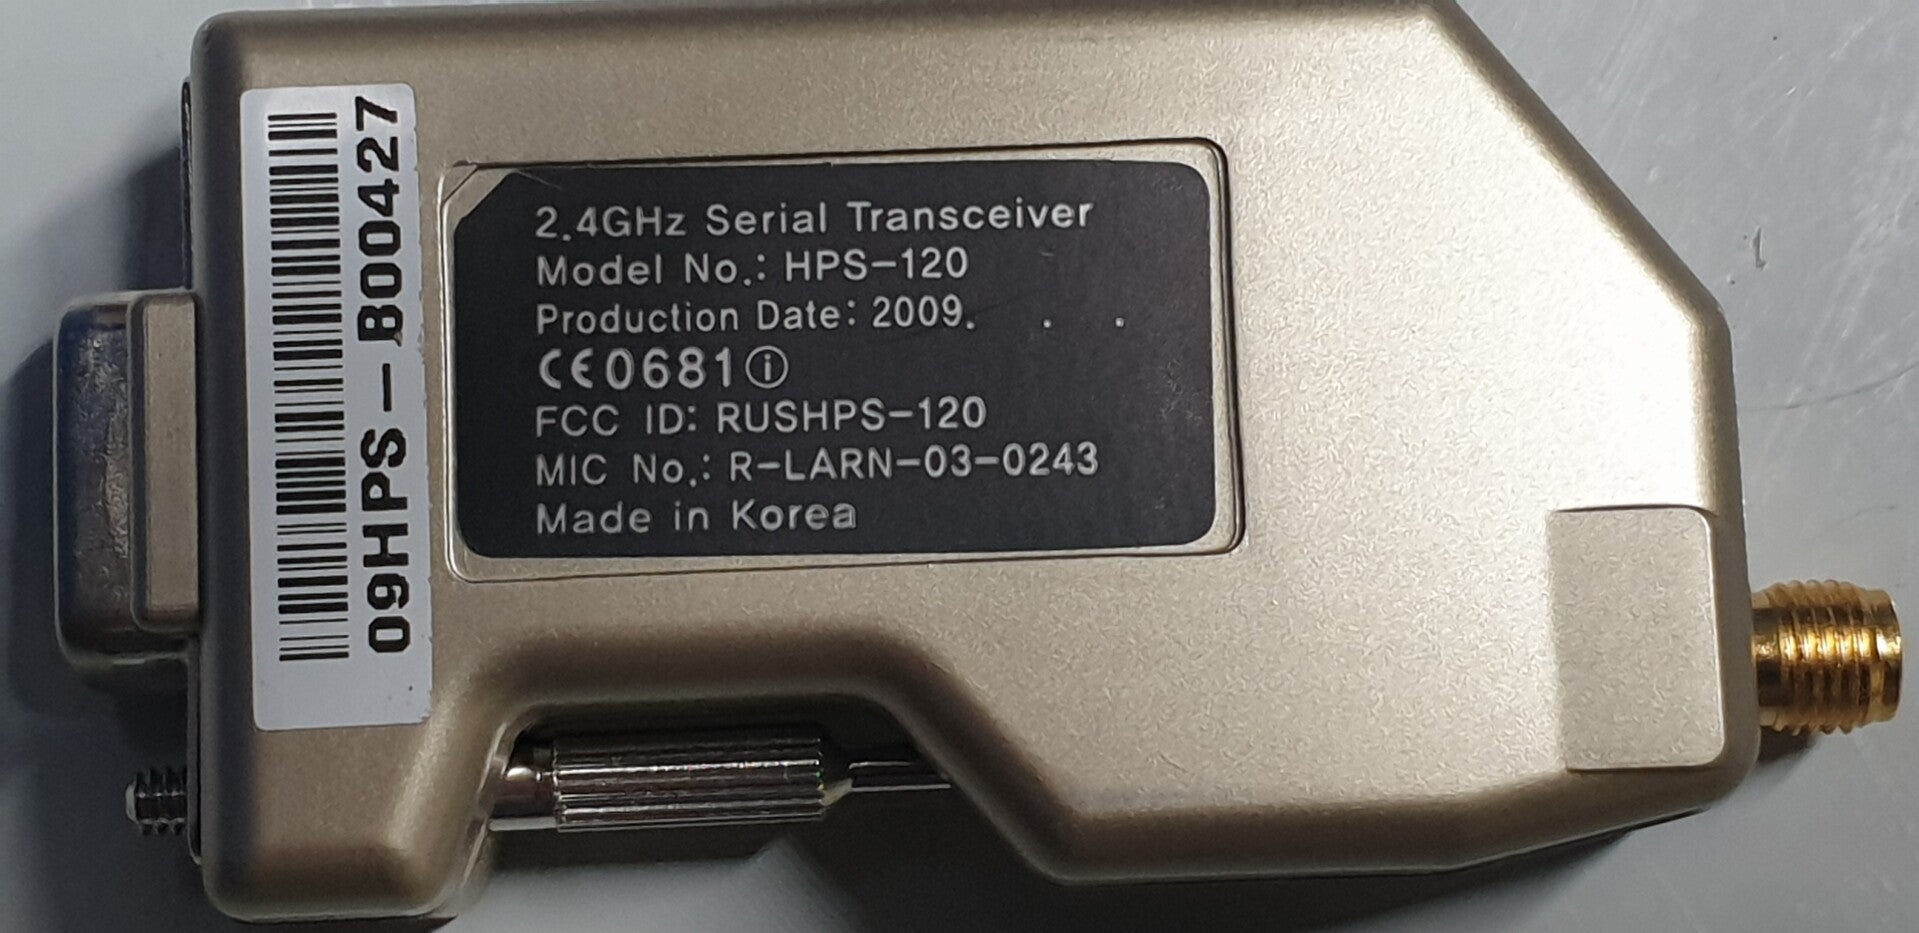 09HPS-B00427
2.4GHz Serial Transceiver
Model No.: HPS-120
Production Date: 2009. . .
CE0681ⓘ
FCC ID: RUSHPS-120
MIC No.: R-LARN-03-0243
Made in Korea